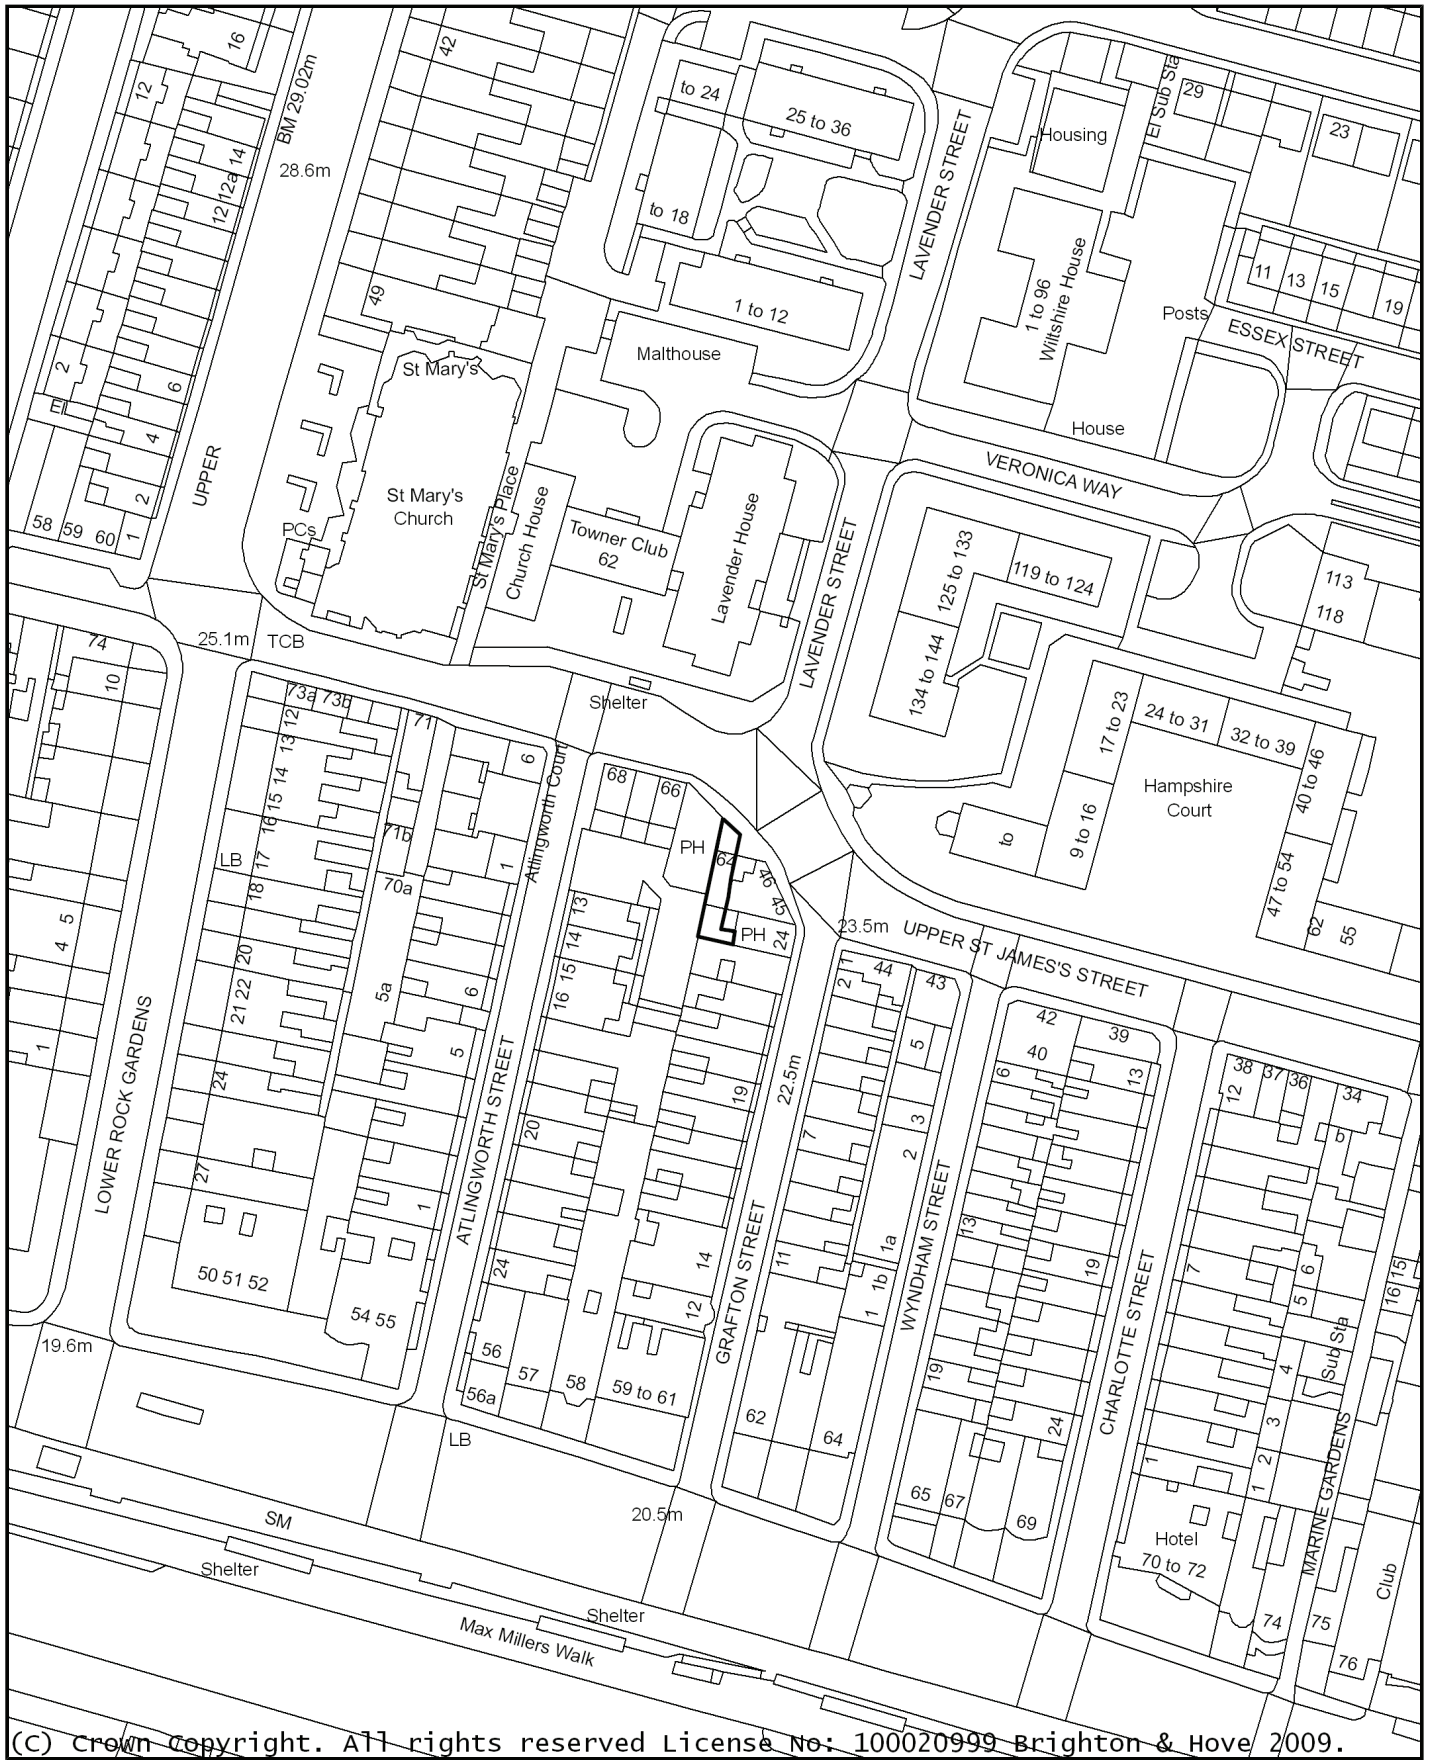 16
12
BM 29.02m
28.6m
42
to 24
25 to 36
LAVENDER STREET
Housing
El Sub Sta
29
23
14
12a
12
to 18
49
1 to 12
1 to 96
Wiltshire House
Posts
11
13
15
19
ESSEX STREET
Malthouse
St Mary's
2
6
El
4
2
House
UPPER
VERONICA WAY
St Mary's
Church
St Mary's Place
Church House
PCs
58
59
60
1
Towner Club
62
Lavender House
LAVENDER STREET
125 to 133
119 to 124
113
118
134 to 144
74
10
25.1m
TCB
73a
73b
71
Shelter
12
13
14
15
16
17
18
LB
71b
70a
6
1
Atlingworth Court
68
66
PH
64
46
45
PH
24
17 to 23
24 to 31
32 to 39
40 to 46
Hampshire
Court
9 to 16
to
47 to 54
62
55
23.5m
UPPER ST JAMES'S STREET
5
4
1
LOWER ROCK GARDENS
20
21 22
24
27
5a
6
5
1
ATLINGWORTH STREET
13
14
15
16
20
24
19
14
12
22.5m
GRAFTON STREET
1
2
44
43
5
3
2
7
11
1a
1b
1
WYNDHAM STREET
42
39
40
6
13
13
19
19
24
CHARLOTTE STREET
38
37
36
34
12
b
7
6
5
4
3
2
1
1
15
16
Sub Sta
MARINE GARDENS
50 51 52
54 55
56
56a
57
58
59 to 61
62
64
65
67
69
Hotel
70 to 72
74
75
76
Club
19.6m
LB
20.5m
SM
Shelter
Shelter
Max Millers Walk
(C) Crown Copyright. All rights reserved License No: 100020999 Brighton & Hove 2009.